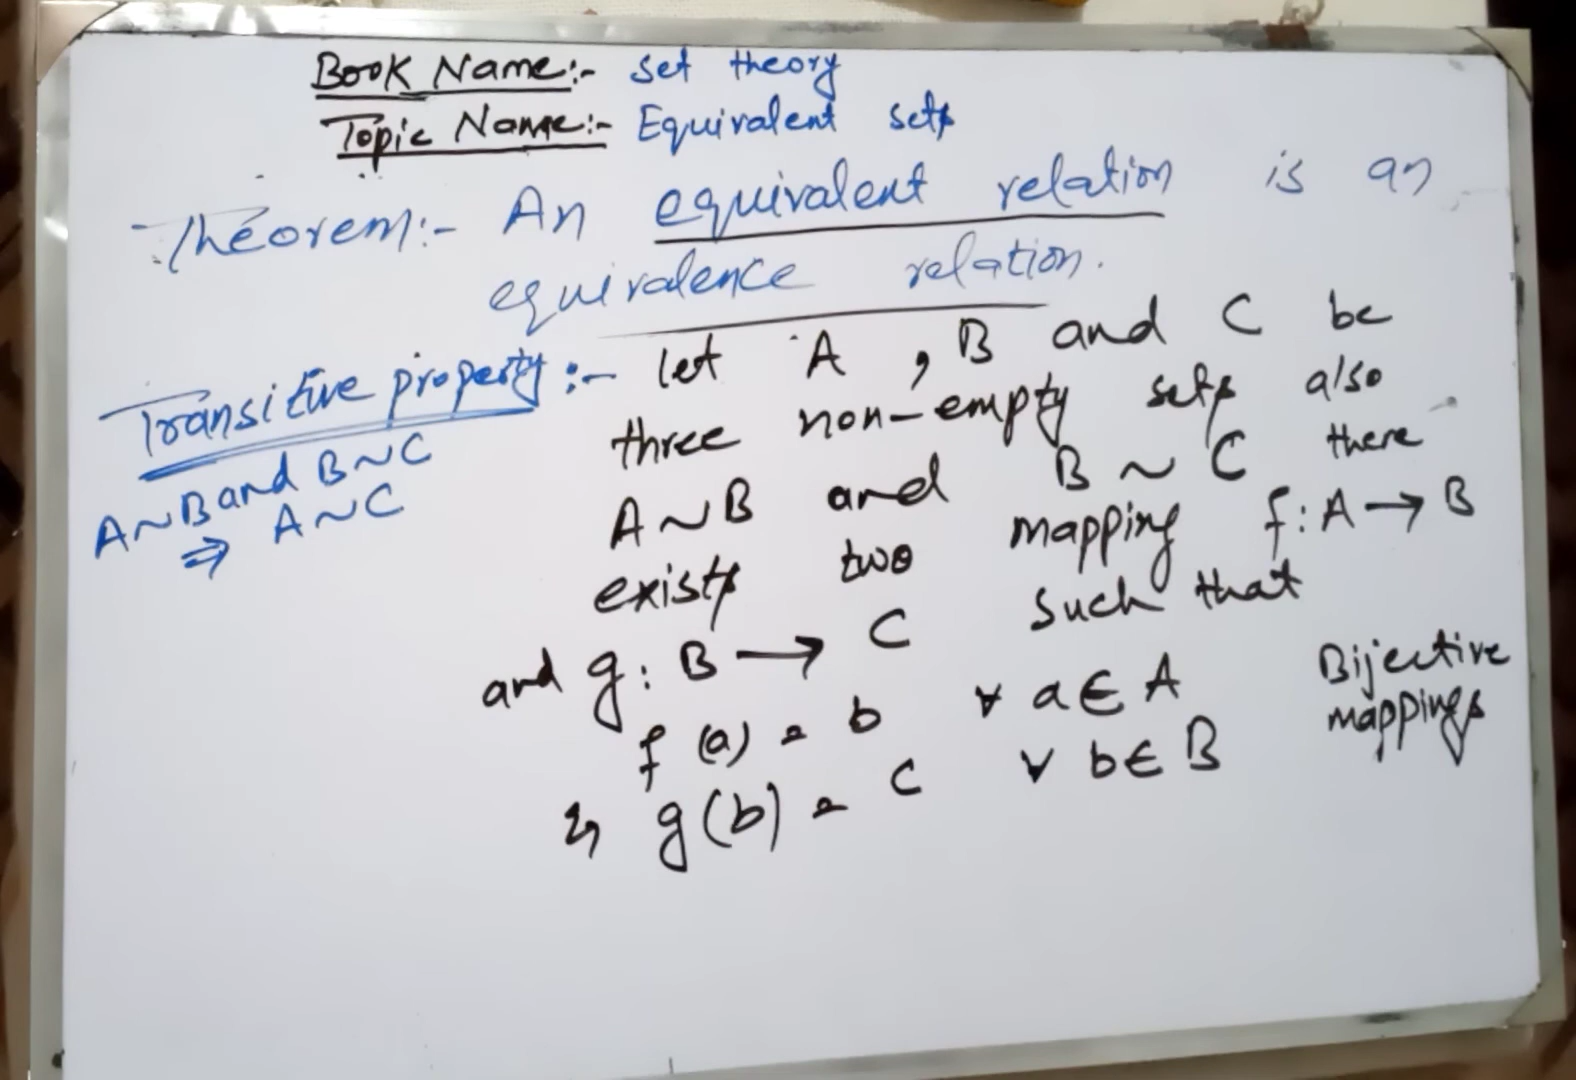 Book Name:- Set theory
Topic Name:- Equivalent sets
Theorem:- An equivalent relation is an
equivalence relation.
Transitive property:- let A, B and C be
three non-empty sets also
A~B and B~C there
exists two mapping f: A→B
and g: B→C such that
f(a) = b ∀ a∈A
& g(b) = c ∀ b∈B
Bijective
mappings
A~B and B~C
⇒ A~C